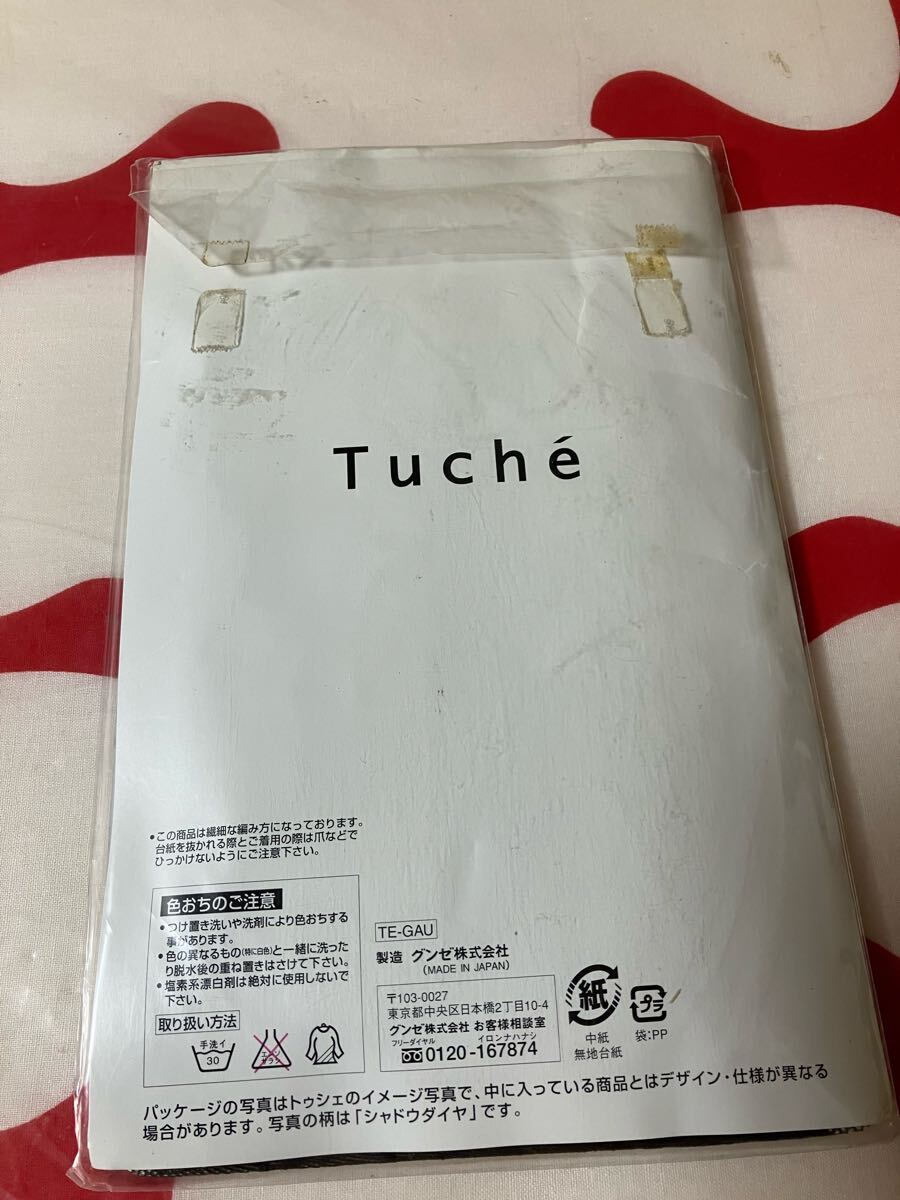 Tuché
•この商品は繊細な編み方になっております。
台紙を抜かれる際とご着用の際は爪などで
ひっかけないようにご注意下さい。
色おちのご注意
•つけ置き洗いや洗剤により色おちする
事があります。
•色の異なるもの(特に白色)と一緒に洗った
り脱水後の重ね置きはさけて下さい。
•塩素系漂白剤は絶対に使用しないで
下さい。
取り扱い方法
手洗イ
30
エンソ
サラシ
TE-GAU
製造 グンゼ株式会社
(MADE IN JAPAN)
〒103-0027
東京都中央区日本橋2丁目10-4
グンゼ株式会社 お客様相談室
フリーダイヤル イロンナハナシ
0120-167874
紙
中紙
無地台紙
プラ
袋:PP
パッケージの写真はトゥシェのイメージ写真で、中に入っている商品とはデザイン・仕様が異なる
場合があります。写真の柄は「シャドウダイヤ」です。